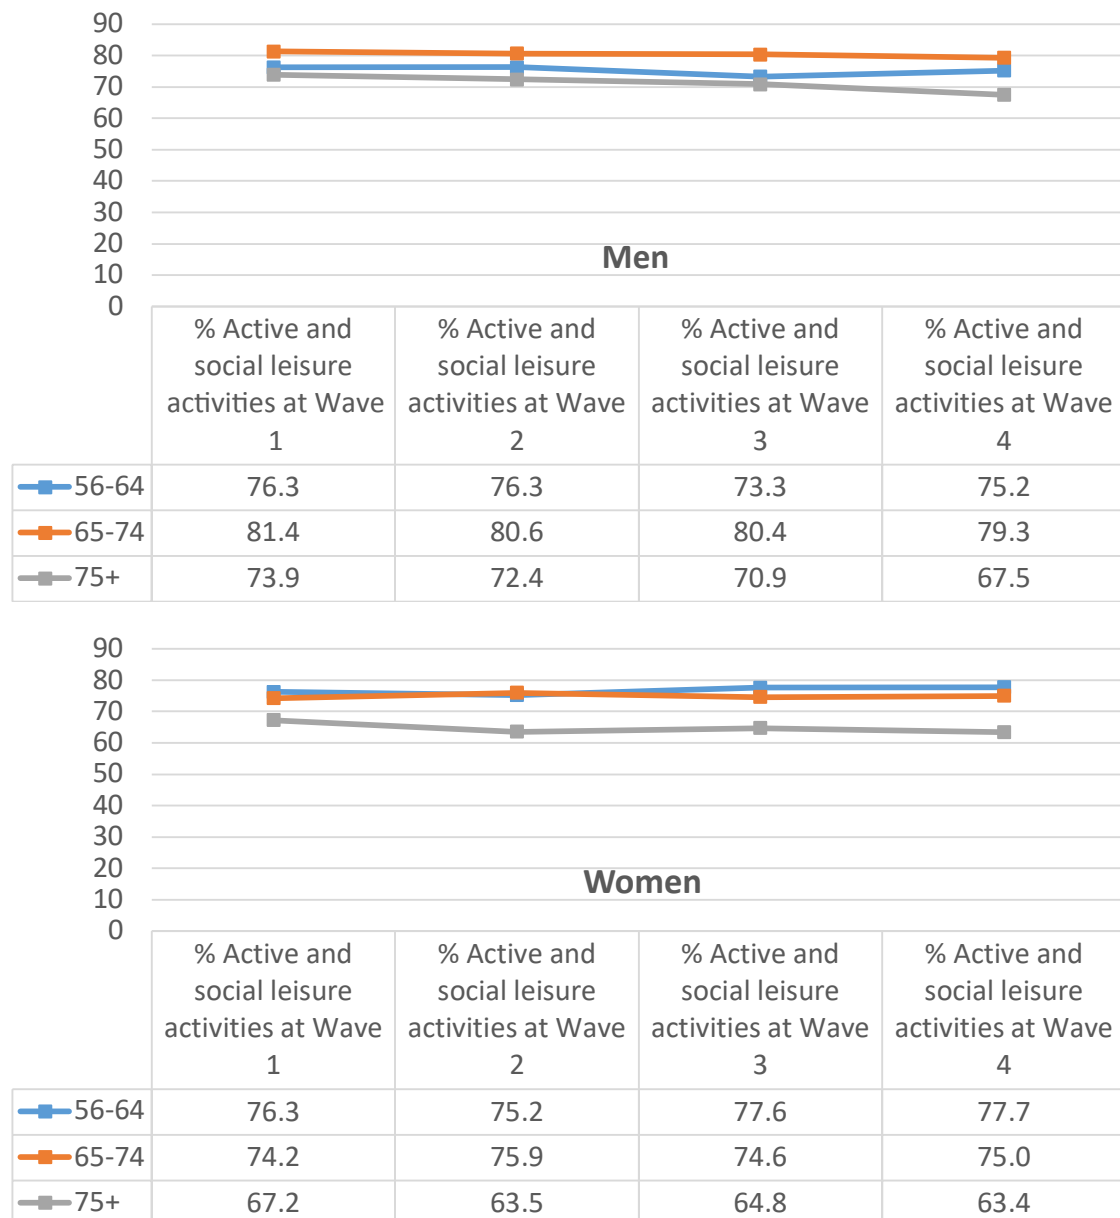 90
80
70
60
50
40
30
20
10
0
Men
% Active and social leisure activities at Wave 1
% Active and social leisure activities at Wave 2
% Active and social leisure activities at Wave 3
% Active and social leisure activities at Wave 4
56-64 76.3 76.3 73.3 75.2
65-74 81.4 80.6 80.4 79.3
75+ 73.9 72.4 70.9 67.5
90
80
70
60
50
40
30
20
10
0
Women
% Active and social leisure activities at Wave 1
% Active and social leisure activities at Wave 2
% Active and social leisure activities at Wave 3
% Active and social leisure activities at Wave 4
56-64 76.3 75.2 77.6 77.7
65-74 74.2 75.9 74.6 75.0
75+ 67.2 63.5 64.8 63.4